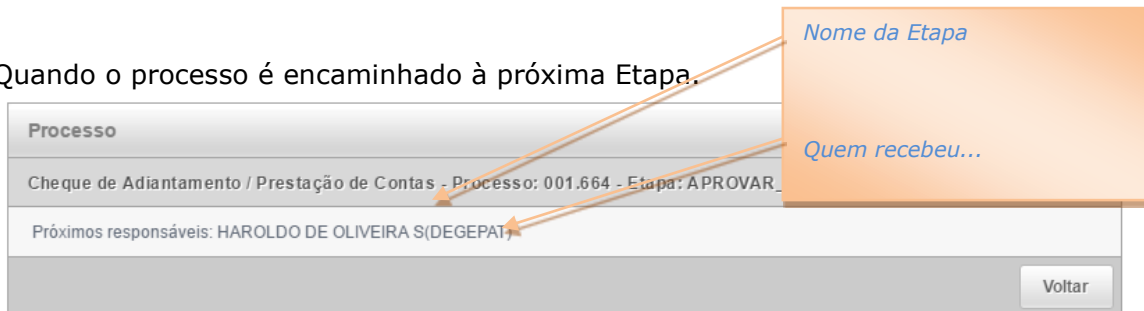 Nome da Etapa
Quando o processo é encaminhado à próxima Etapa.
Quem recebeu...
Processo
Cheque de Adiantamento / Prestação de Contas - Processo: 001.664 - Etapa: APROVAR_
Próximos responsáveis: HAROLDO DE OLIVEIRA S(DEGEPAT)
Voltar